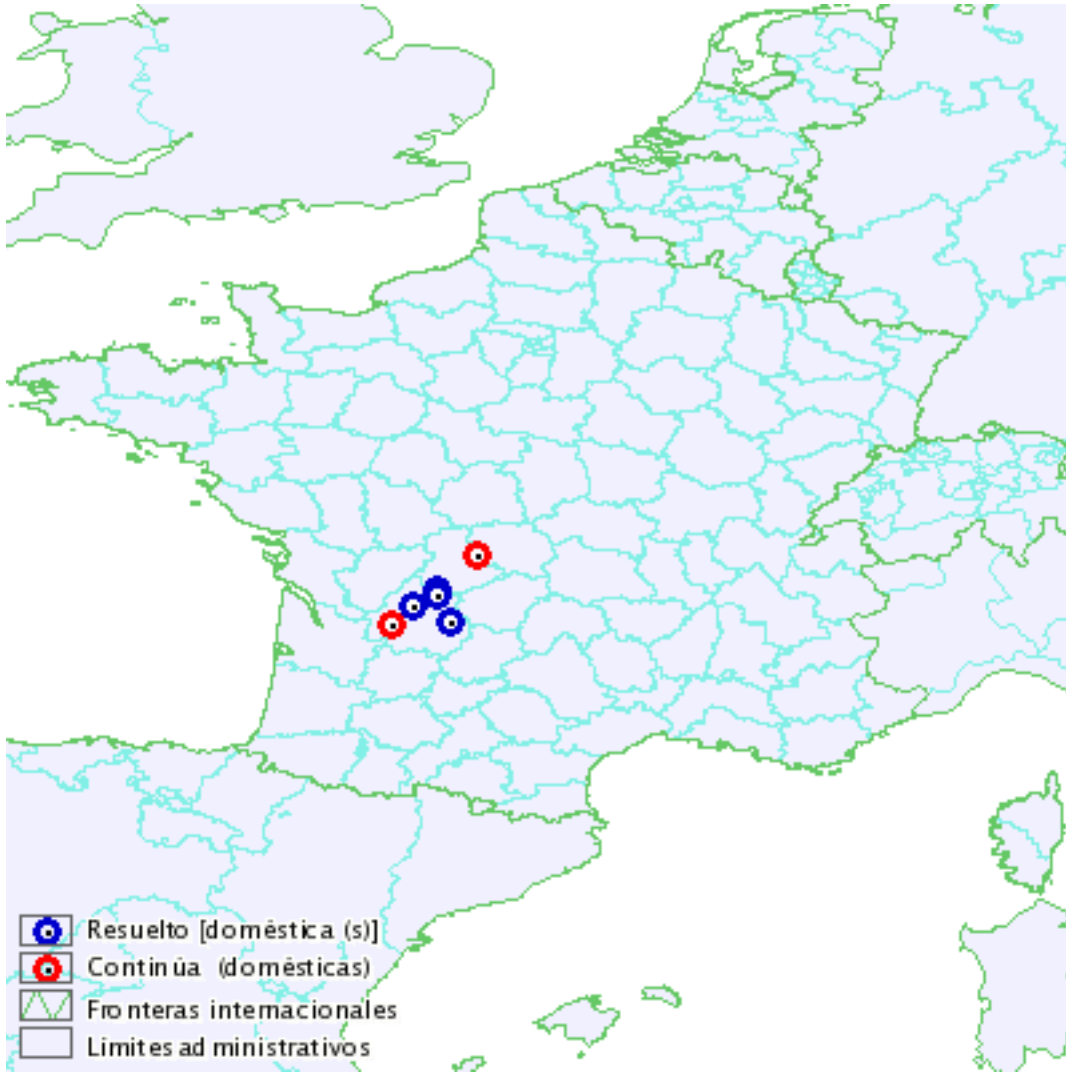 Resuelto [doméstica (s)]
Continúa (domésticas)
Fronteras internacionales
Límites administrativos